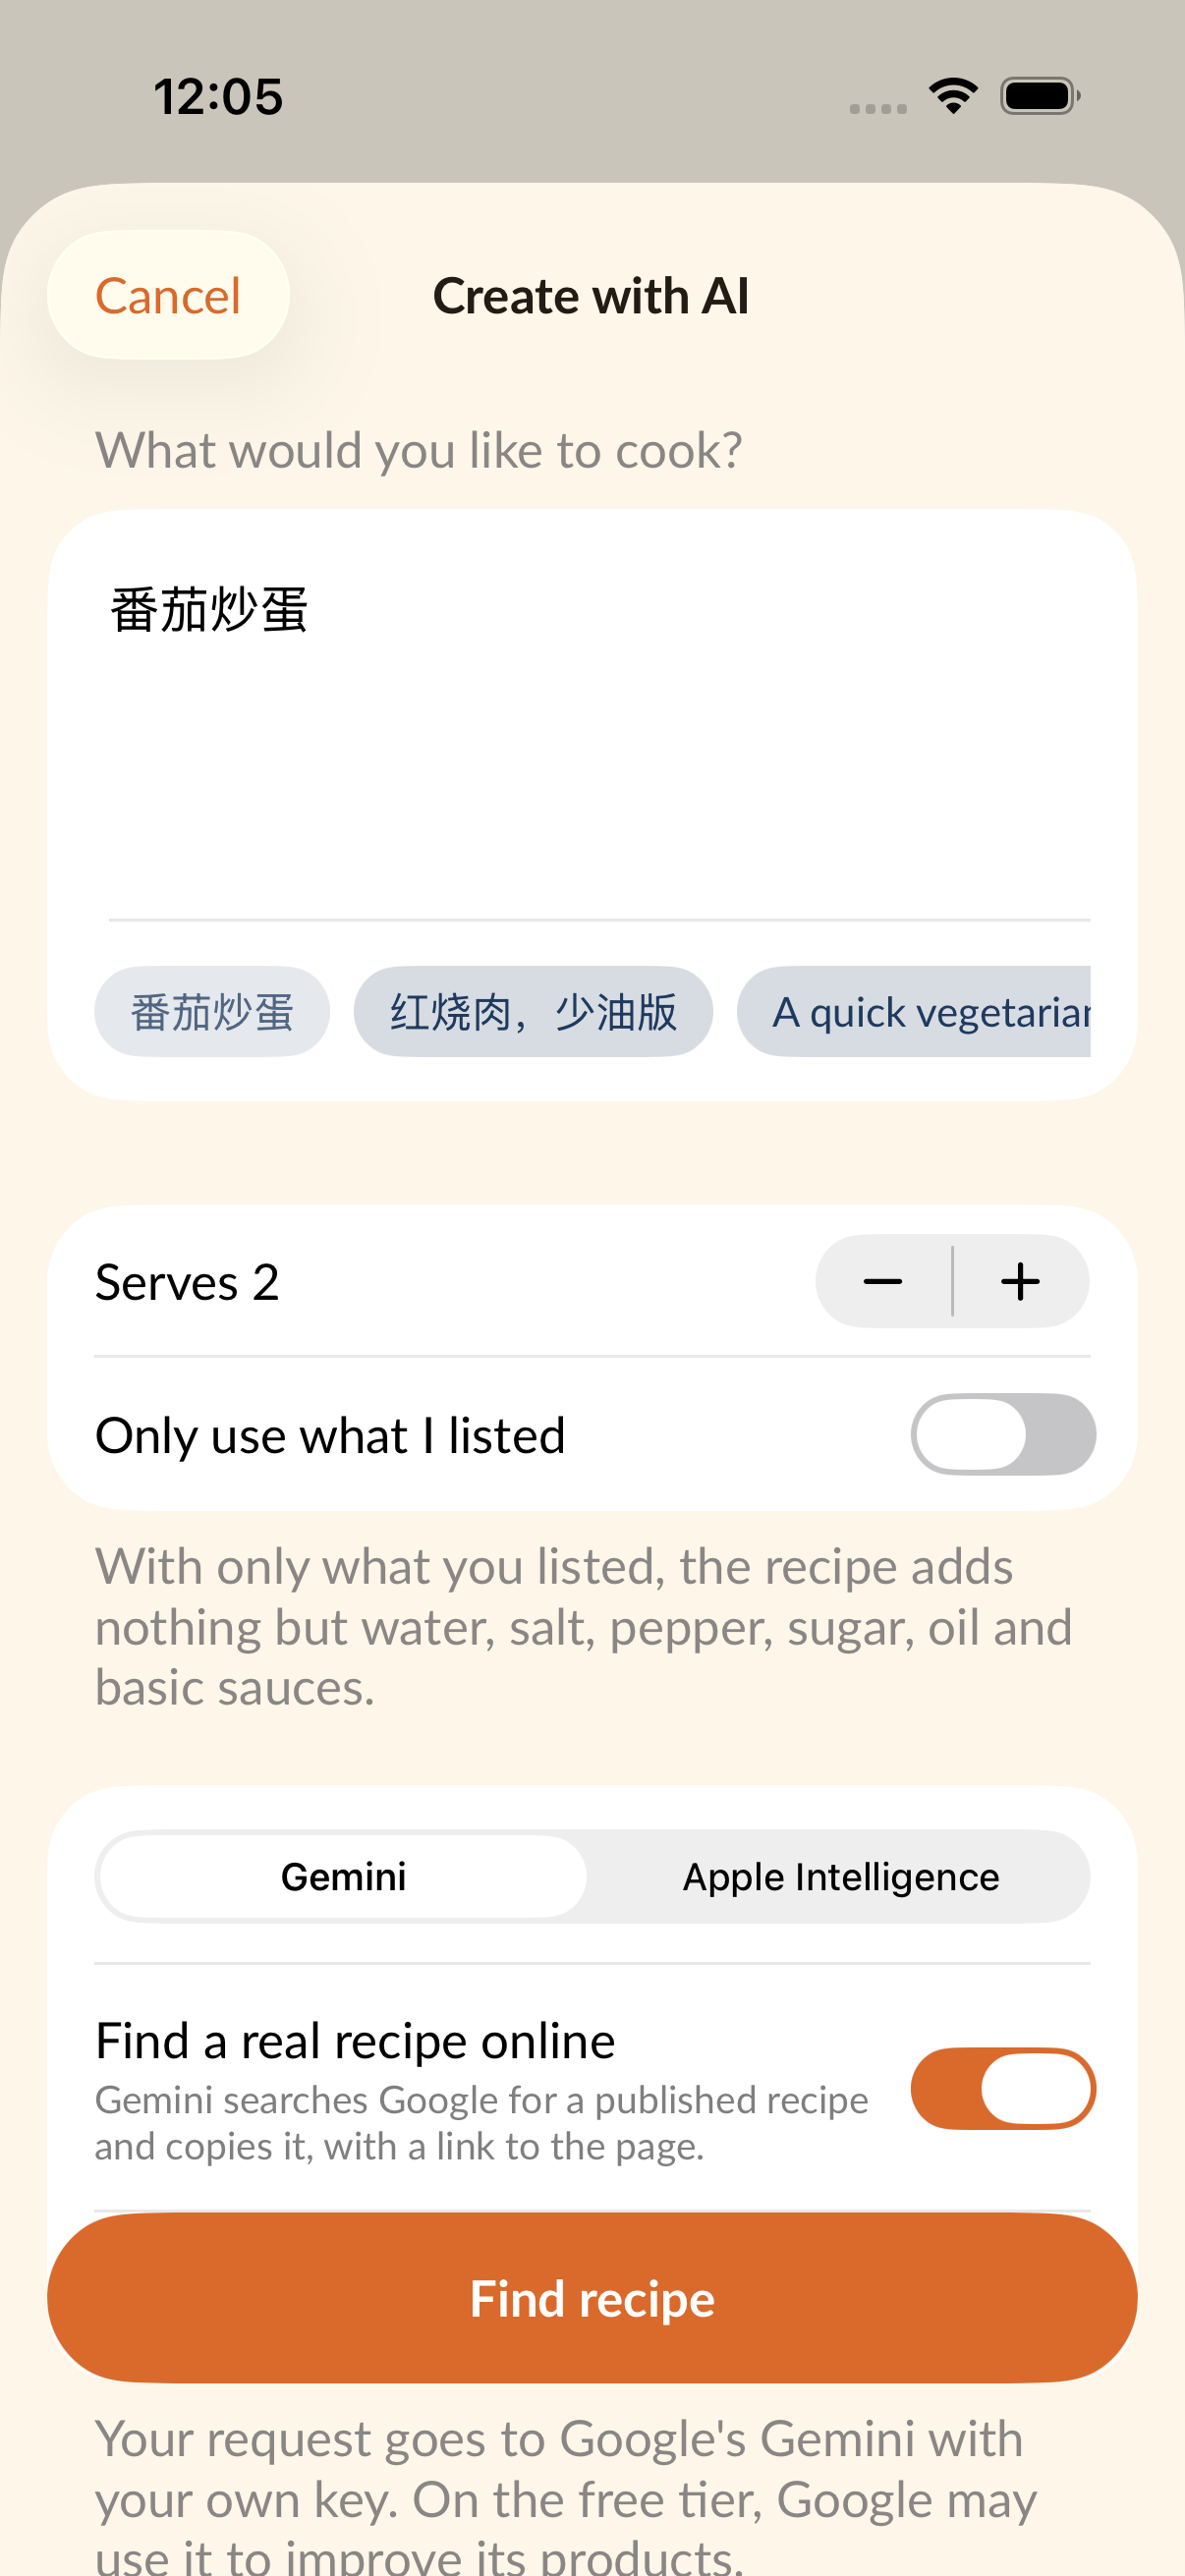 12:05
Cancel
Create with AI
What would you like to cook?
番茄炒蛋
番茄炒蛋
红烧肉，少油版
A quick vegetarian
Serves 2
Only use what I listed
With only what you listed, the recipe adds
nothing but water, salt, pepper, sugar, oil and
basic sauces.
Gemini
Apple Intelligence
Find a real recipe online
Gemini searches Google for a published recipe
and copies it, with a link to the page.
Find recipe
Your request goes to Google's Gemini with
your own key. On the free tier, Google may
use it to improve its products.